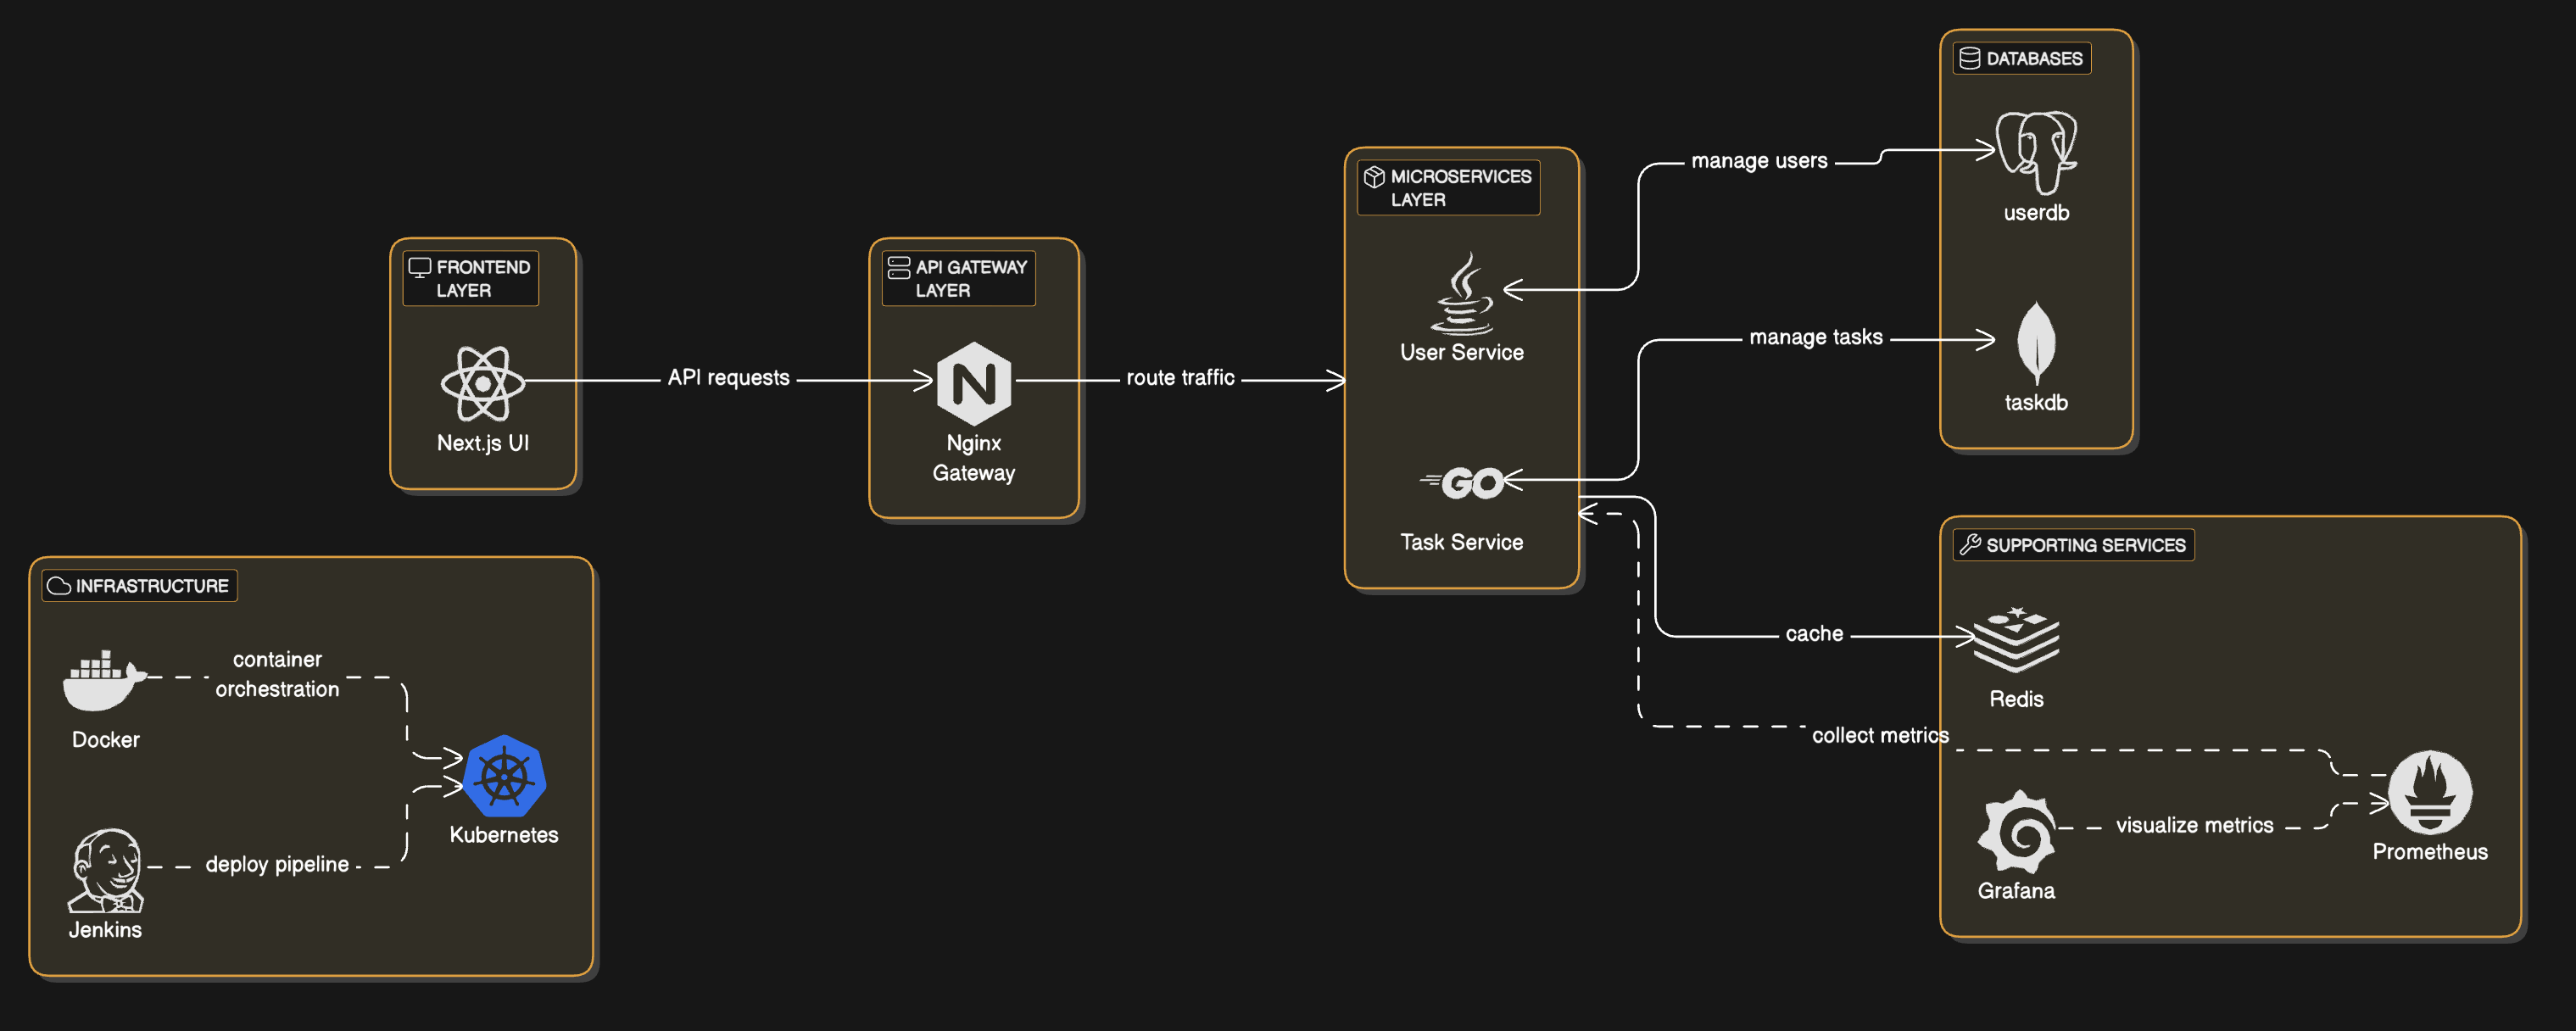 DATABASES
userdb
taskdb
manage users
manage tasks
MICROSERVICES
LAYER
User Service
GO
Task Service
FRONTEND
LAYER
Next.js UI
API requests
API GATEWAY
LAYER
N
Nginx
Gateway
route traffic
SUPPORTING SERVICES
cache
Redis
collect metrics
Grafana
visualize metrics
Prometheus
INFRASTRUCTURE
Docker
container
orchestration
Kubernetes
deploy pipeline
Jenkins